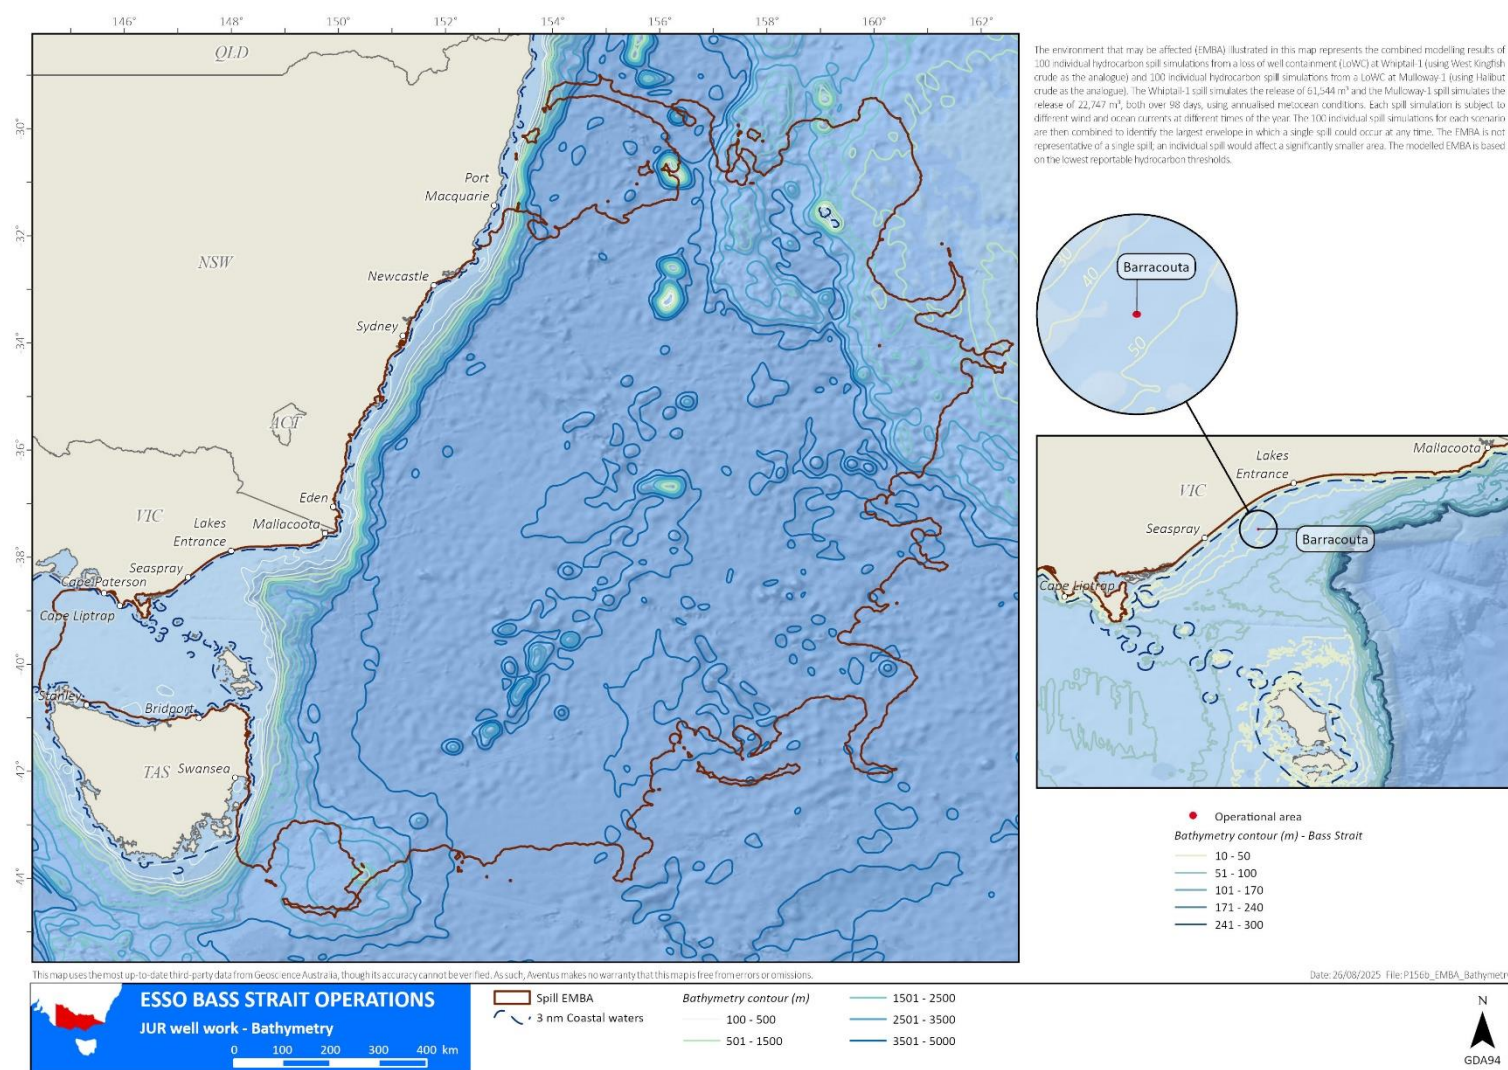 146° 148° 150° 152° 154° 156° 158° 160° 162°
The environment that may be affected (EMBA) illustrated in this map represents the combined modelling results of
100 individual hydrocarbon spill simulations from a loss of well containment (LoWC) at Whiptail-1 (using West Kingfish
crude as the analogue) and 100 individual hydrocarbon spill simulations from a LoWC at Mulloway-1 (using Halibut
crude as the analogue). The Whiptail-1 spill simulates the release of 61,544 m³ and the Mulloway-1 spill simulates the
release of 22,747 m³, both over 98 days, using annualised metocean conditions. Each spill simulation is subject to
different wind and ocean currents at different times of the year. The 100 individual spill simulations for each scenario
are then combined to identify the largest envelope in which a single spill could occur at any time. The EMBA is not
representative of a single spill; an individual spill would affect a significantly smaller area. The modelled EMBA is based
on the lowest reportable hydrocarbon thresholds.
QLD
30°
Port
Macquarie
32°
NSW
Newcastle
Sydney
34°
ACT
36°
Eden
VIC
Lakes
Entrance
Mallacoota
38°
Seaspray
Cape Paterson
Cape Liptrap
40°
Stanley
Bridport
42°
TAS
Swansea
44°
Barracouta
30
40
50
Mallacoota
Lakes
Entrance
VIC
Seaspray
Barracouta
Cape Liptrap
Operational area
Bathymetry contour (m) - Bass Strait
10 - 50
51 - 100
101 - 170
171 - 240
241 - 300
This map uses the most up-to-date third-party data from Geoscience Australia, though its accuracy cannot be verified. As such, Aventus makes no warranty that this map is free from errors or omissions.
Date: 26/08/2025 File: P156b_EMBA_Bathymetry
ESSO BASS STRAIT OPERATIONS
JUR well work - Bathymetry
0 100 200 300 400 km
Spill EMBA
3 nm Coastal waters
Bathymetry contour (m)
100 - 500
501 - 1500
1501 - 2500
2501 - 3500
3501 - 5000
N
GDA94